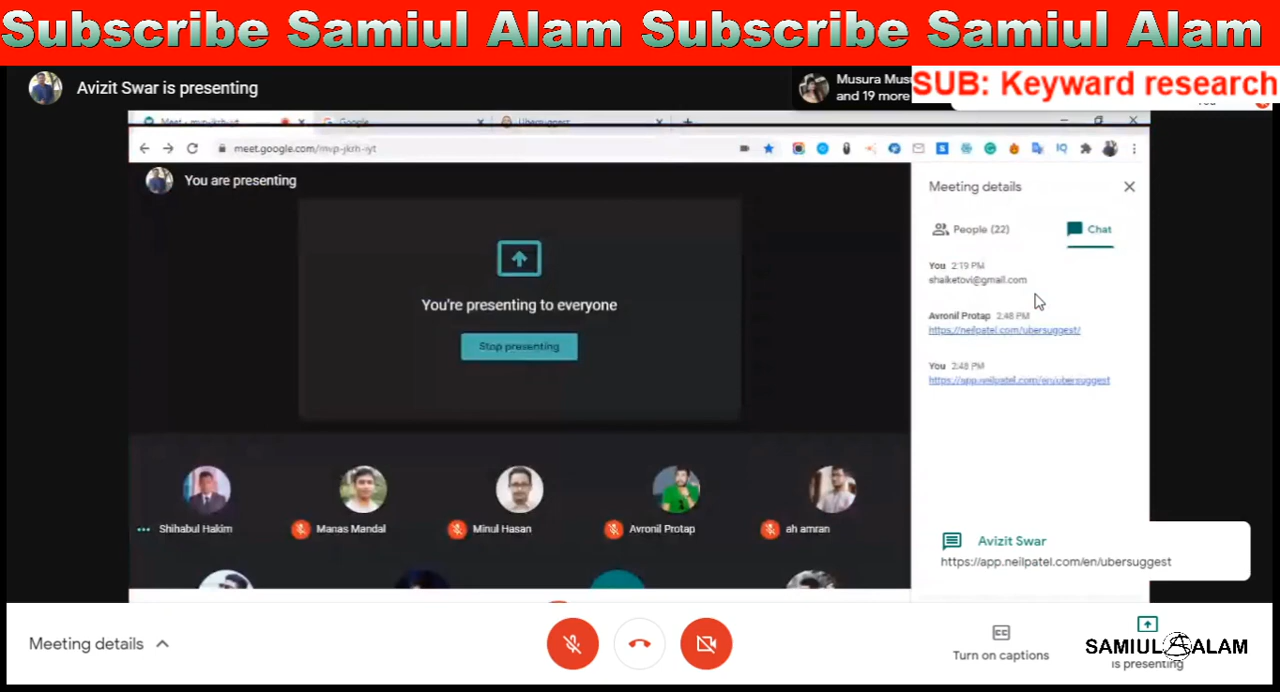 Subscribe Samiul Alam Subscribe Samiul Alam
Avizit Swar is presenting
Musura
and 19 more
SUB: Keyward research
Google
Ubersuggest
meet.google.com/mvp-jkrh-iyt
You are presenting
You're presenting to everyone
Stop presenting
Meeting details
People (22)
Chat
You 2:19 PM
shaiketovi@gmail.com
Avronil Protap 2:48 PM
https://neilpatel.com/ubersuggest/
You 2:48 PM
https://app.neilpatel.com/en/ubersuggest
Shihabul Hakim
Manas Mandal
Minul Hasan
Avronil Protap
ah amran
Avizit Swar
https://app.neilpatel.com/en/ubersuggest
Meeting details
Turn on captions
SAMIUL ALAM
is presenting